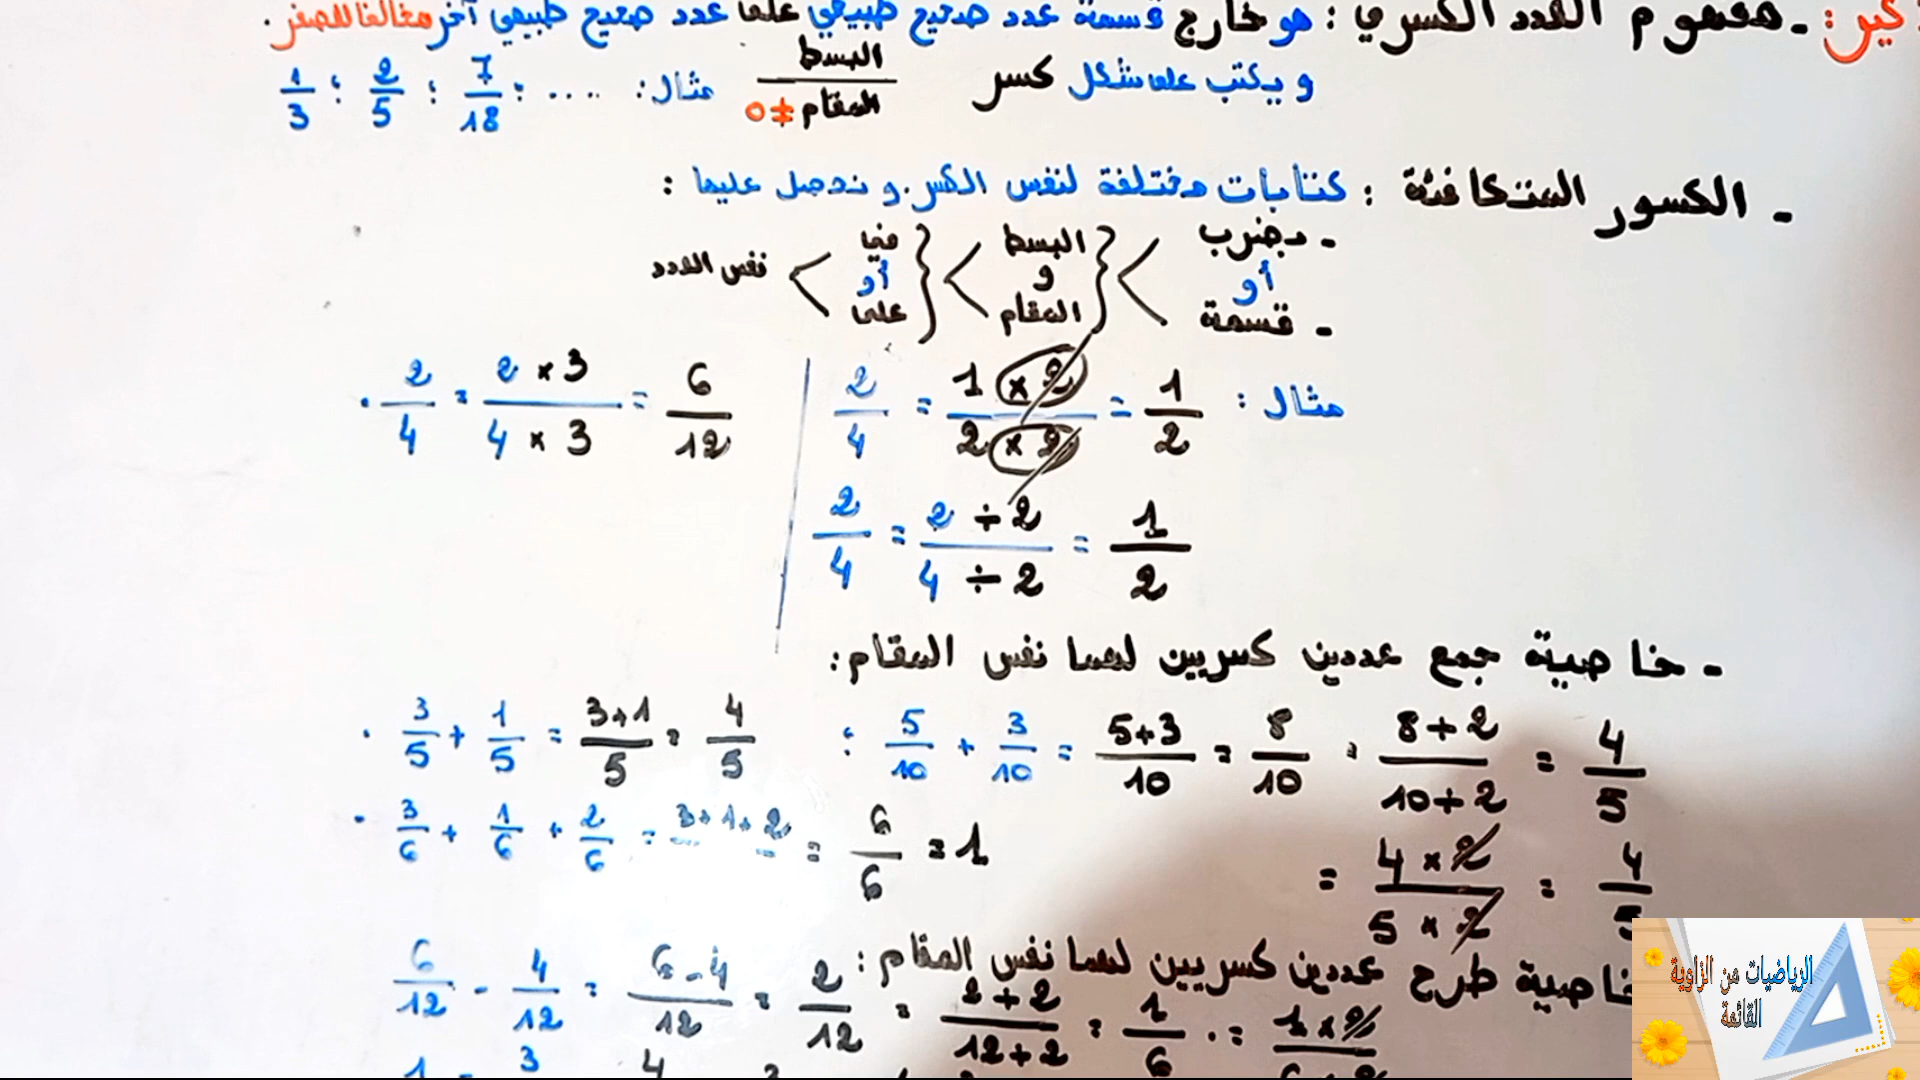 كير: - مفهوم العدد الكسري : هو خارج قسمة عدد صحيح طبيعي على عدد صحيح طبيعي آخر مخالف للصفر .
و يكتب على شكل كسر البسط / المقام ≠ 0 مثال : 1/3 ; 2/5 ; 7/18 ; ....
- الكسور المتكافئة : كتابات مختلفة لنفس الكسر و نحصل عليها :
- بضرب أو - قسمة < } البسط و المقام < } في أو على < نفس العدد
مثال : 2/4 = 1 × 2 / 2 × 2 = 1/2
2/4 = 2 ÷ 2 / 4 ÷ 2 = 1/2
. 2/4 = 2 × 3 / 4 × 3 = 6/12
- خاصية جمع عددين كسريين لهما نفس المقام :
. 3/5 + 1/5 = 3+1 / 5 = 4/5 ; 5/10 + 3/10 = 5+3 / 10 = 8/10 = 8 ÷ 2 / 10 ÷ 2 = 4/5
. 3/6 + 1/6 + 2/6 = 3+1+2 = 6/6 = 1
= 4 × 2 / 5 × 2 = 4/5
خاصية طرح عددين كسريين لهما نفس المقام :
6/12 - 4/12 = 6-4 / 12 = 2/12 = 2 ÷ 2 / 12 ÷ 2 = 1/6 . = 1 × 2
الرياضيات من الزاوية
القائمة